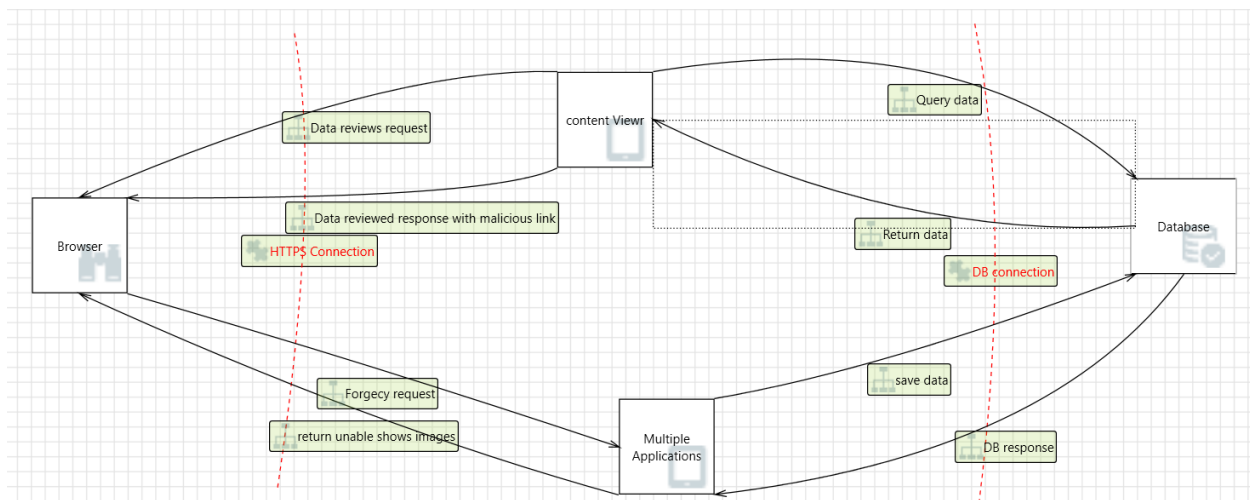 Query data
content Viewr
Data reviews request
Data reviewed response with malicious link
Browser
HTTPS Connection
Return data
Database
DB connection
save data
Forgecy request
return unable shows images
Multiple
Applications
DB response